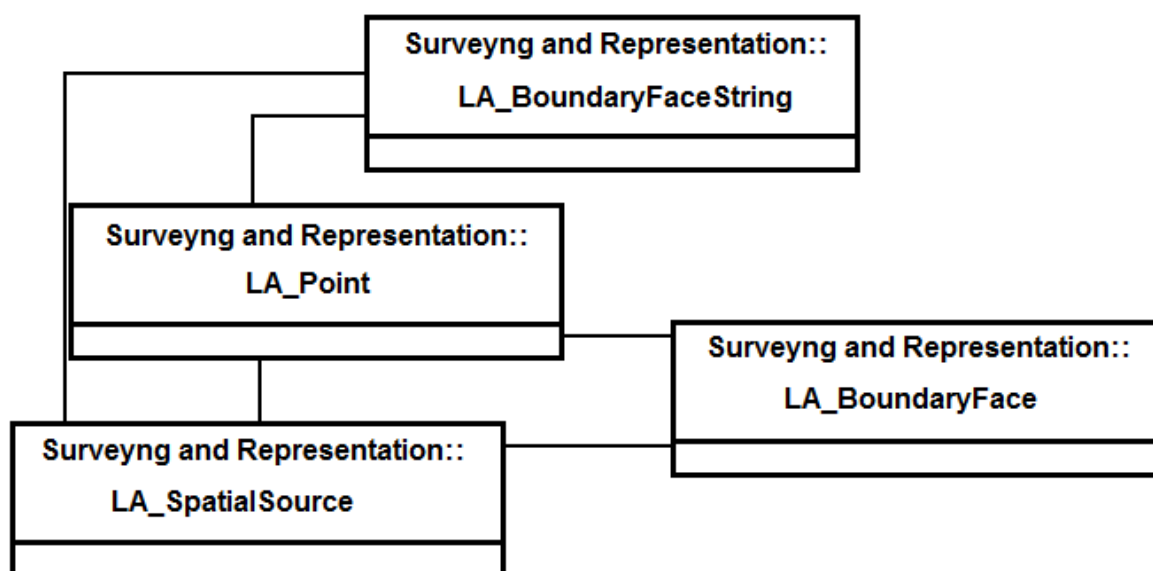 Surveyng and Representation::
LA_BoundaryFaceString
Surveyng and Representation::
LA_Point
Surveyng and Representation::
LA_BoundaryFace
Surveyng and Representation::
LA_SpatialSource